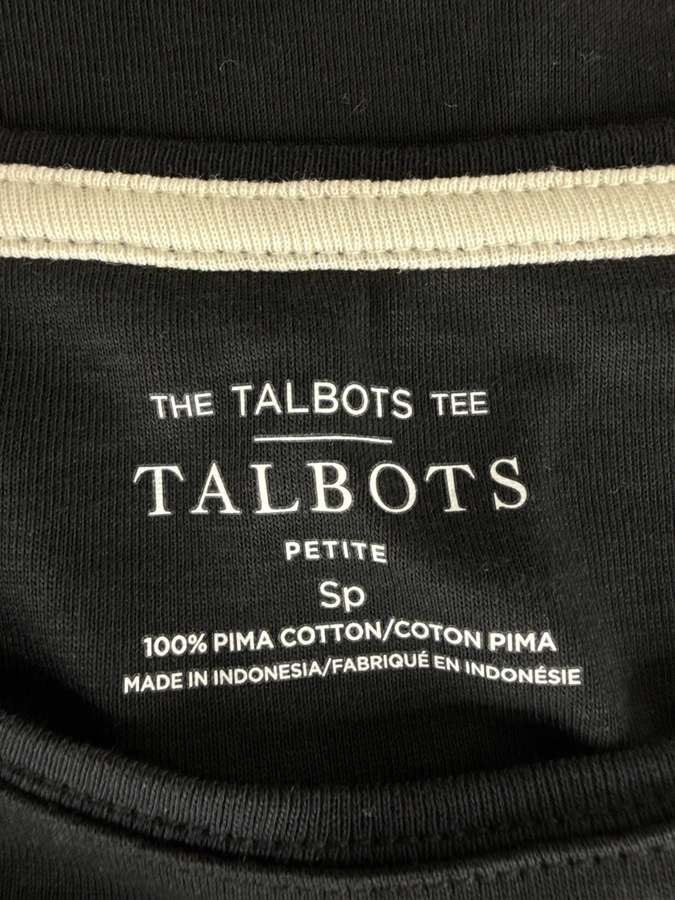 THE TALBOTS TEE
TALBOTS
PETITE
Sp
100% PIMA COTTON/COTON PIMA
MADE IN INDONESIA/FABRIQUÉ EN INDONÉSIE